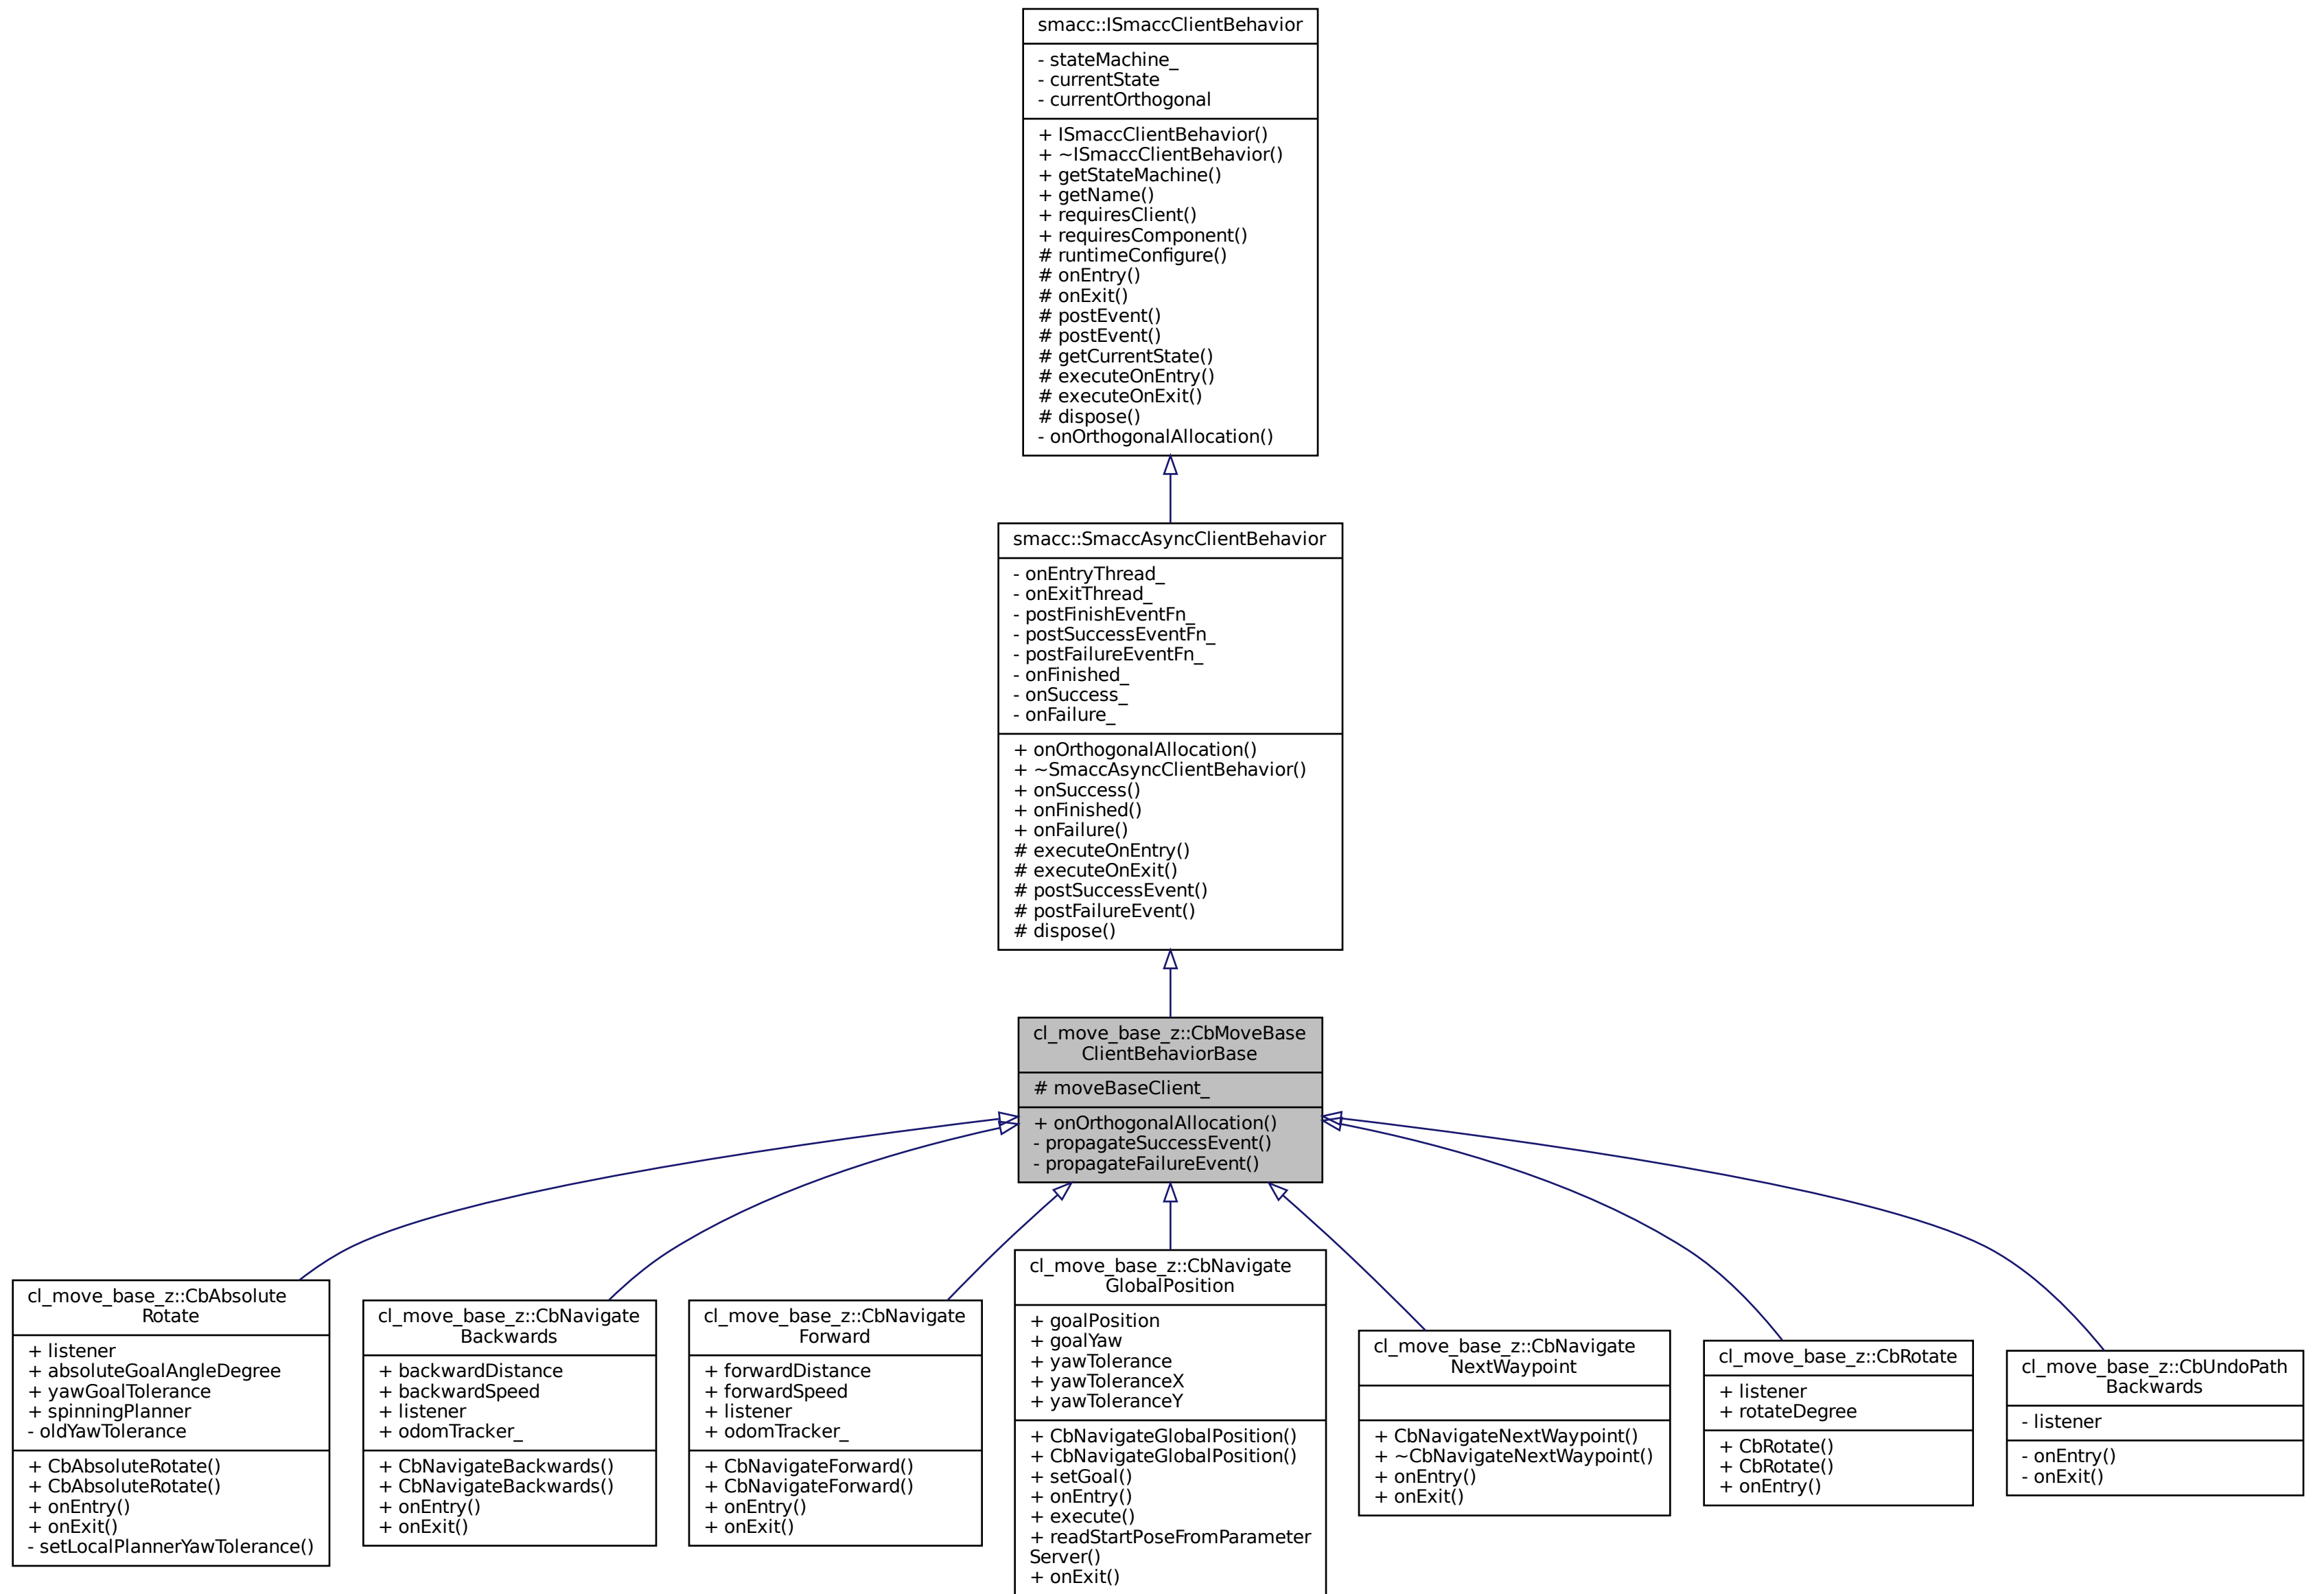 smacc::ISmaccClientBehavior
- stateMachine_
- currentState
- currentOrthogonal
+ ISmaccClientBehavior()
+ ~ISmaccClientBehavior()
+ getStateMachine()
+ getName()
+ requiresClient()
+ requiresComponent()
# runtimeConfigure()
# onEntry()
# onExit()
# postEvent()
# postEvent()
# getCurrentState()
# executeOnEntry()
# executeOnExit()
# dispose()
- onOrthogonalAllocation()
smacc::SmaccAsyncClientBehavior
- onEntryThread_
- onExitThread_
- postFinishEventFn_
- postSuccessEventFn_
- postFailureEventFn_
- onFinished_
- onSuccess_
- onFailure_
+ onOrthogonalAllocation()
+ ~SmaccAsyncClientBehavior()
+ onSuccess()
+ onFinished()
+ onFailure()
# executeOnEntry()
# executeOnExit()
# postSuccessEvent()
# postFailureEvent()
# dispose()
cl_move_base_z::CbMoveBase
ClientBehaviorBase
# moveBaseClient_
+ onOrthogonalAllocation()
- propagateSuccessEvent()
- propagateFailureEvent()
cl_move_base_z::CbAbsolute
Rotate
+ listener
+ absoluteGoalAngleDegree
+ yawGoalTolerance
+ spinningPlanner
- oldYawTolerance
+ CbAbsoluteRotate()
+ CbAbsoluteRotate()
+ onEntry()
+ onExit()
- setLocalPlannerYawTolerance()
cl_move_base_z::CbNavigate
Backwards
+ backwardDistance
+ backwardSpeed
+ listener
+ odomTracker_
+ CbNavigateBackwards()
+ CbNavigateBackwards()
+ onEntry()
+ onExit()
cl_move_base_z::CbNavigate
Forward
+ forwardDistance
+ forwardSpeed
+ listener
+ odomTracker_
+ CbNavigateForward()
+ CbNavigateForward()
+ onEntry()
+ onExit()
cl_move_base_z::CbNavigate
GlobalPosition
+ goalPosition
+ goalYaw
+ yawTolerance
+ yawToleranceX
+ yawToleranceY
+ CbNavigateGlobalPosition()
+ CbNavigateGlobalPosition()
+ setGoal()
+ onEntry()
+ execute()
+ readStartPoseFromParameter
Server()
+ onExit()
cl_move_base_z::CbNavigate
NextWaypoint
+ CbNavigateNextWaypoint()
+ ~CbNavigateNextWaypoint()
+ onEntry()
+ onExit()
cl_move_base_z::CbRotate
+ listener
+ rotateDegree
+ CbRotate()
+ CbRotate()
+ onEntry()
cl_move_base_z::CbUndoPath
Backwards
- listener
- onEntry()
- onExit()